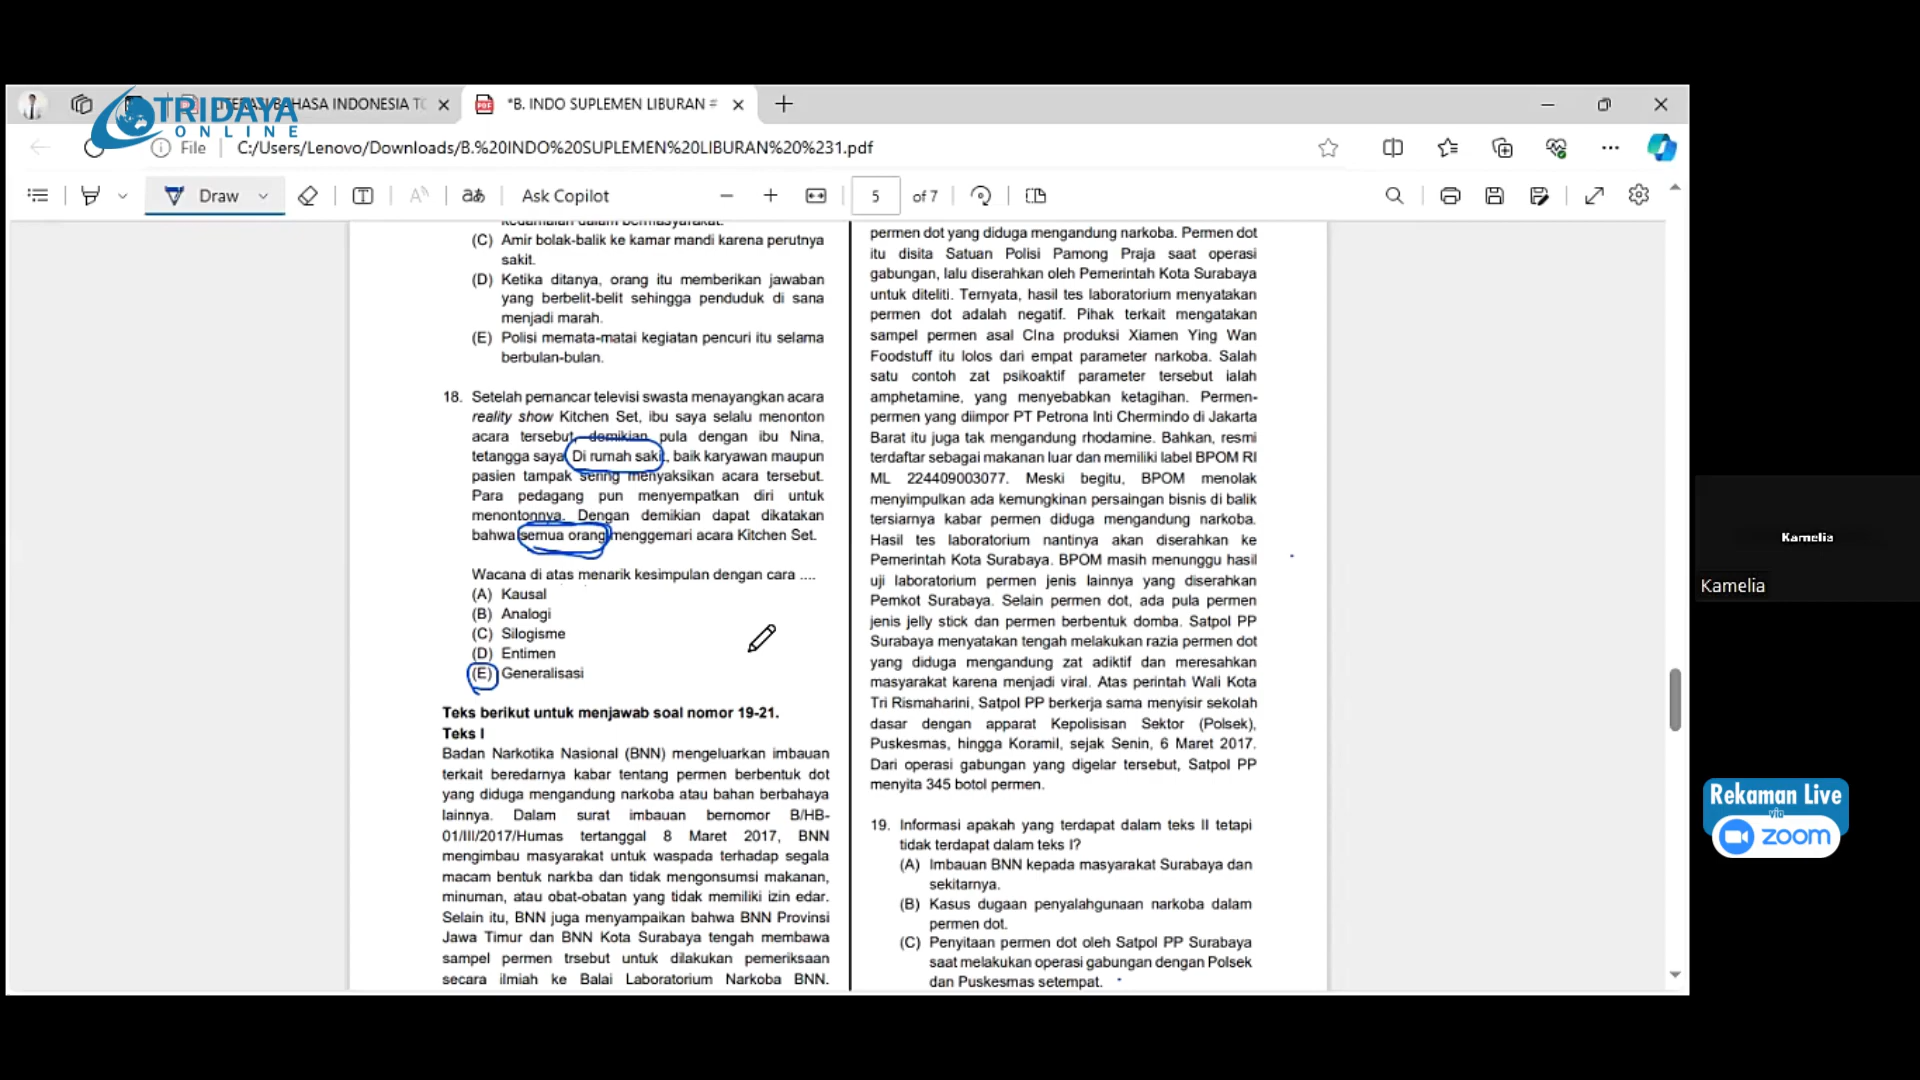 TRIDAYA
ONLINE
BAHASA INDONESIA
*B. INDO SUPLEMEN LIBURAN #
File
C:/Users/Lenovo/Downloads/B.%20INDO%20SUPLEMEN%20LIBURAN%20%231.pdf
Draw
Ask Copilot
5
of 7
kedamaian dalam bermasyarakat.
(C) Amir bolak-balik ke kamar mandi karena perutnya
sakit.
(D) Ketika ditanya, orang itu memberikan jawaban
yang berbelit-belit sehingga penduduk di sana
menjadi marah.
(E) Polisi memata-matai kegiatan pencuri itu selama
berbulan-bulan.
18. Setelah pemancar televisi swasta menayangkan acara
reality show Kitchen Set, ibu saya selalu menonton
acara tersebut, demikian pula dengan ibu Nina,
tetangga saya. Di rumah sakit, baik karyawan maupun
pasien tampak sering menyaksikan acara tersebut.
Para pedagang pun menyempatkan diri untuk
menontonnya. Dengan demikian dapat dikatakan
bahwa semua orang menggemari acara Kitchen Set.
Wacana di atas menarik kesimpulan dengan cara ....
(A) Kausal
(B) Analogi
(C) Silogisme
(D) Entimen
(E) Generalisasi
Teks berikut untuk menjawab soal nomor 19-21.
Teks I
Badan Narkotika Nasional (BNN) mengeluarkan imbauan
terkait beredarnya kabar tentang permen berbentuk dot
yang diduga mengandung narkoba atau bahan berbahaya
lainnya. Dalam surat imbauan bernomor B/HB-
01/III/2017/Humas tertanggal 8 Maret 2017, BNN
mengimbau masyarakat untuk waspada terhadap segala
macam bentuk narkba dan tidak mengonsumsi makanan,
minuman, atau obat-obatan yang tidak memiliki izin edar.
Selain itu, BNN juga menyampaikan bahwa BNN Provinsi
Jawa Timur dan BNN Kota Surabaya tengah membawa
sampel permen trsebut untuk dilakukan pemeriksaan
secara ilmiah ke Balai Laboratorium Narkoba BNN.
permen dot yang diduga mengandung narkoba. Permen dot
itu disita Satuan Polisi Pamong Praja saat operasi
gabungan, lalu diserahkan oleh Pemerintah Kota Surabaya
untuk diteliti. Ternyata, hasil tes laboratorium menyatakan
permen dot adalah negatif. Pihak terkait mengatakan
sampel permen asal CIna produksi Xiamen Ying Wan
Foodstuff itu lolos dari empat parameter narkoba. Salah
satu contoh zat psikoaktif parameter tersebut ialah
amphetamine, yang menyebabkan ketagihan. Permen-
permen yang diimpor PT Petrona Inti Chermindo di Jakarta
Barat itu juga tak mengandung rhodamine. Bahkan, resmi
terdaftar sebagai makanan luar dan memiliki label BPOM RI
ML 224409003077. Meski begitu, BPOM menolak
menyimpulkan ada kemungkinan persaingan bisnis di balik
tersiarnya kabar permen diduga mengandung narkoba.
Hasil tes laboratorium nantinya akan diserahkan ke
Pemerintah Kota Surabaya. BPOM masih menunggu hasil
uji laboratorium permen jenis lainnya yang diserahkan
Pemkot Surabaya. Selain permen dot, ada pula permen
jenis jelly stick dan permen berbentuk domba. Satpol PP
Surabaya menyatakan tengah melakukan razia permen dot
yang diduga mengandung zat adiktif dan meresahkan
masyarakat karena menjadi viral. Atas perintah Wali Kota
Tri Rismaharini, Satpol PP berkerja sama menyisir sekolah
dasar dengan apparat Kepolisisan Sektor (Polsek),
Puskesmas, hingga Koramil, sejak Senin, 6 Maret 2017.
Dari operasi gabungan yang digelar tersebut, Satpol PP
menyita 345 botol permen.
19. Informasi apakah yang terdapat dalam teks II tetapi
tidak terdapat dalam teks I?
(A) Imbauan BNN kepada masyarakat Surabaya dan
sekitarnya.
(B) Kasus dugaan penyalahgunaan narkoba dalam
permen dot.
(C) Penyitaan permen dot oleh Satpol PP Surabaya
saat melakukan operasi gabungan dengan Polsek
dan Puskesmas setempat.
Kamelia
Kamelia
Rekaman Live
via
zoom